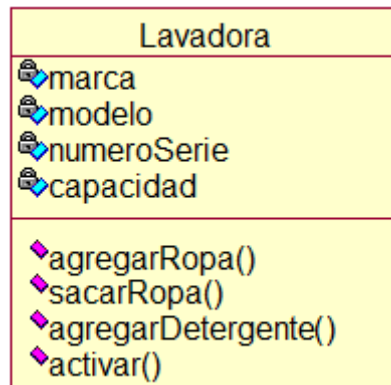 Lavadora
marca
modelo
numeroSerie
capacidad
agregarRopa()
sacarRopa()
agregarDetergente()
activar()